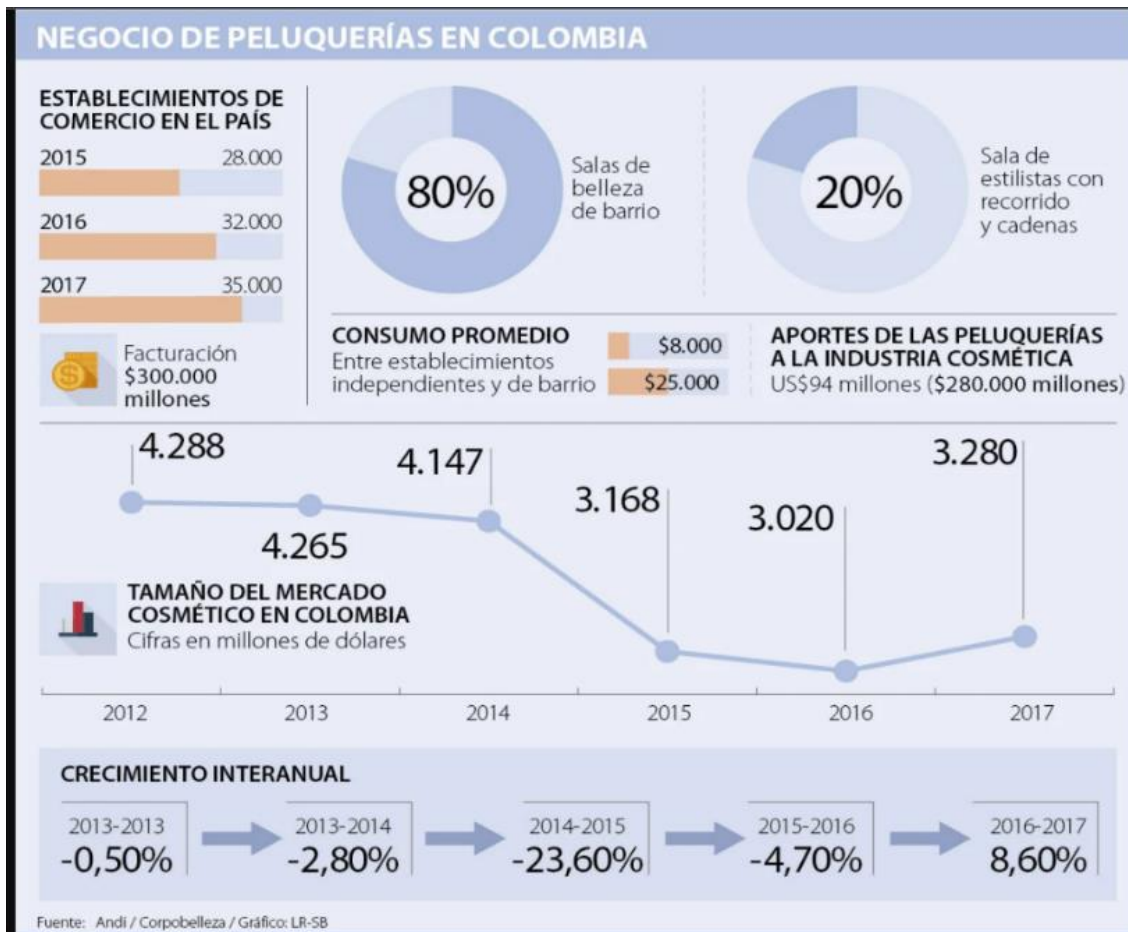 NEGOCIO DE PELUQUERÍAS EN COLOMBIA
ESTABLECIMIENTOS DE
COMERCIO EN EL PAÍS
2015 28.000
2016 32.000
2017 35.000
Facturación
$300.000
millones
80%
Salas de
belleza
de barrio
20%
Sala de
estilistas con
recorrido
y cadenas
CONSUMO PROMEDIO
Entre establecimientos
independientes y de barrio
$8.000
$25.000
APORTES DE LAS PELUQUERÍAS
A LA INDUSTRIA COSMÉTICA
US$94 millones ($280.000 millones)
4.288
4.265
4.147
3.168
3.020
3.280
TAMAÑO DEL MERCADO
COSMÉTICO EN COLOMBIA
Cifras en millones de dólares
2012
2013
2014
2015
2016
2017
CRECIMIENTO INTERANUAL
2013-2013
-0,50%
2013-2014
-2,80%
2014-2015
-23,60%
2015-2016
-4,70%
2016-2017
8,60%
Fuente: Andi / Corpobelleza / Gráfico: LR-SB